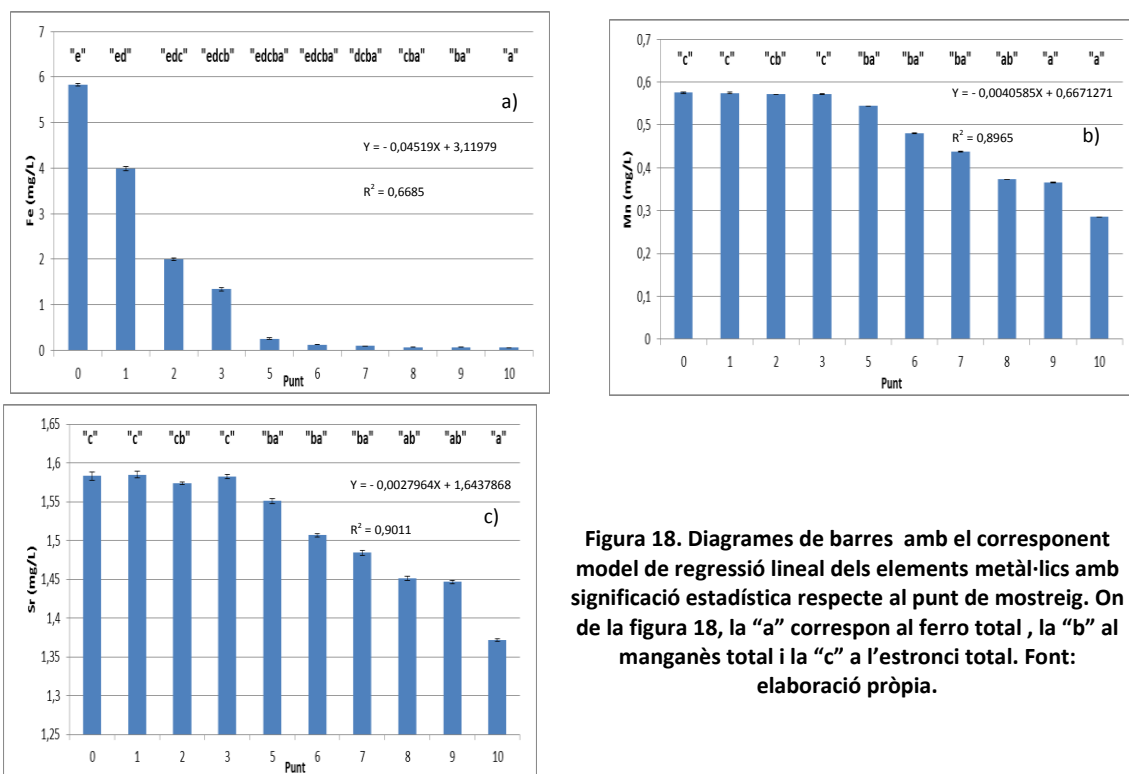 7
6
5
4
3
2
1
0
Fe (mg/L)
"e" "ed" "edc" "edcb" "edcba" "edcba" "dcba" "cba" "ba" "a"
a)
Y = - 0,04519X + 3,11979
R² = 0,6685
0 1 2 3 5 6 7 8 9 10
Punt
0,7
0,6
0,5
0,4
0,3
0,2
0,1
0
Mn (mg/L)
"c" "c" "cb" "c" "ba" "ba" "ba" "ab" "a" "a"
Y = - 0,0040585X + 0,6671271
R² = 0,8965
b)
0 1 2 3 5 6 7 8 9 10
Punt
1,65
1,6
1,55
1,5
1,45
1,4
1,35
1,3
1,25
Sr (mg/L)
"c" "c" "cb" "c" "ba" "ba" "ba" "ab" "ab" "a"
Y = - 0,0027964X + 1,6437868
R² = 0,9011
c)
0 1 2 3 5 6 7 8 9 10
Punt
Figura 18. Diagrames de barres amb el corresponent
model de regressió lineal dels elements metàl·lics amb
significació estadística respecte al punt de mostreig. On
de la figura 18, la “a” correspon al ferro total , la “b” al
manganès total i la “c” a l’estronci total. Font:
elaboració pròpia.